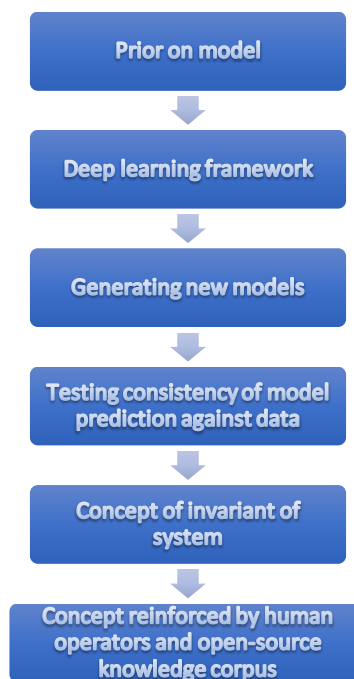 Prior on model
Deep learning framework
Generating new models
Testing consistency of model
prediction against data
Concept of invariant of
system
Concept reinforced by human
operators and open-source
knowledge corpus